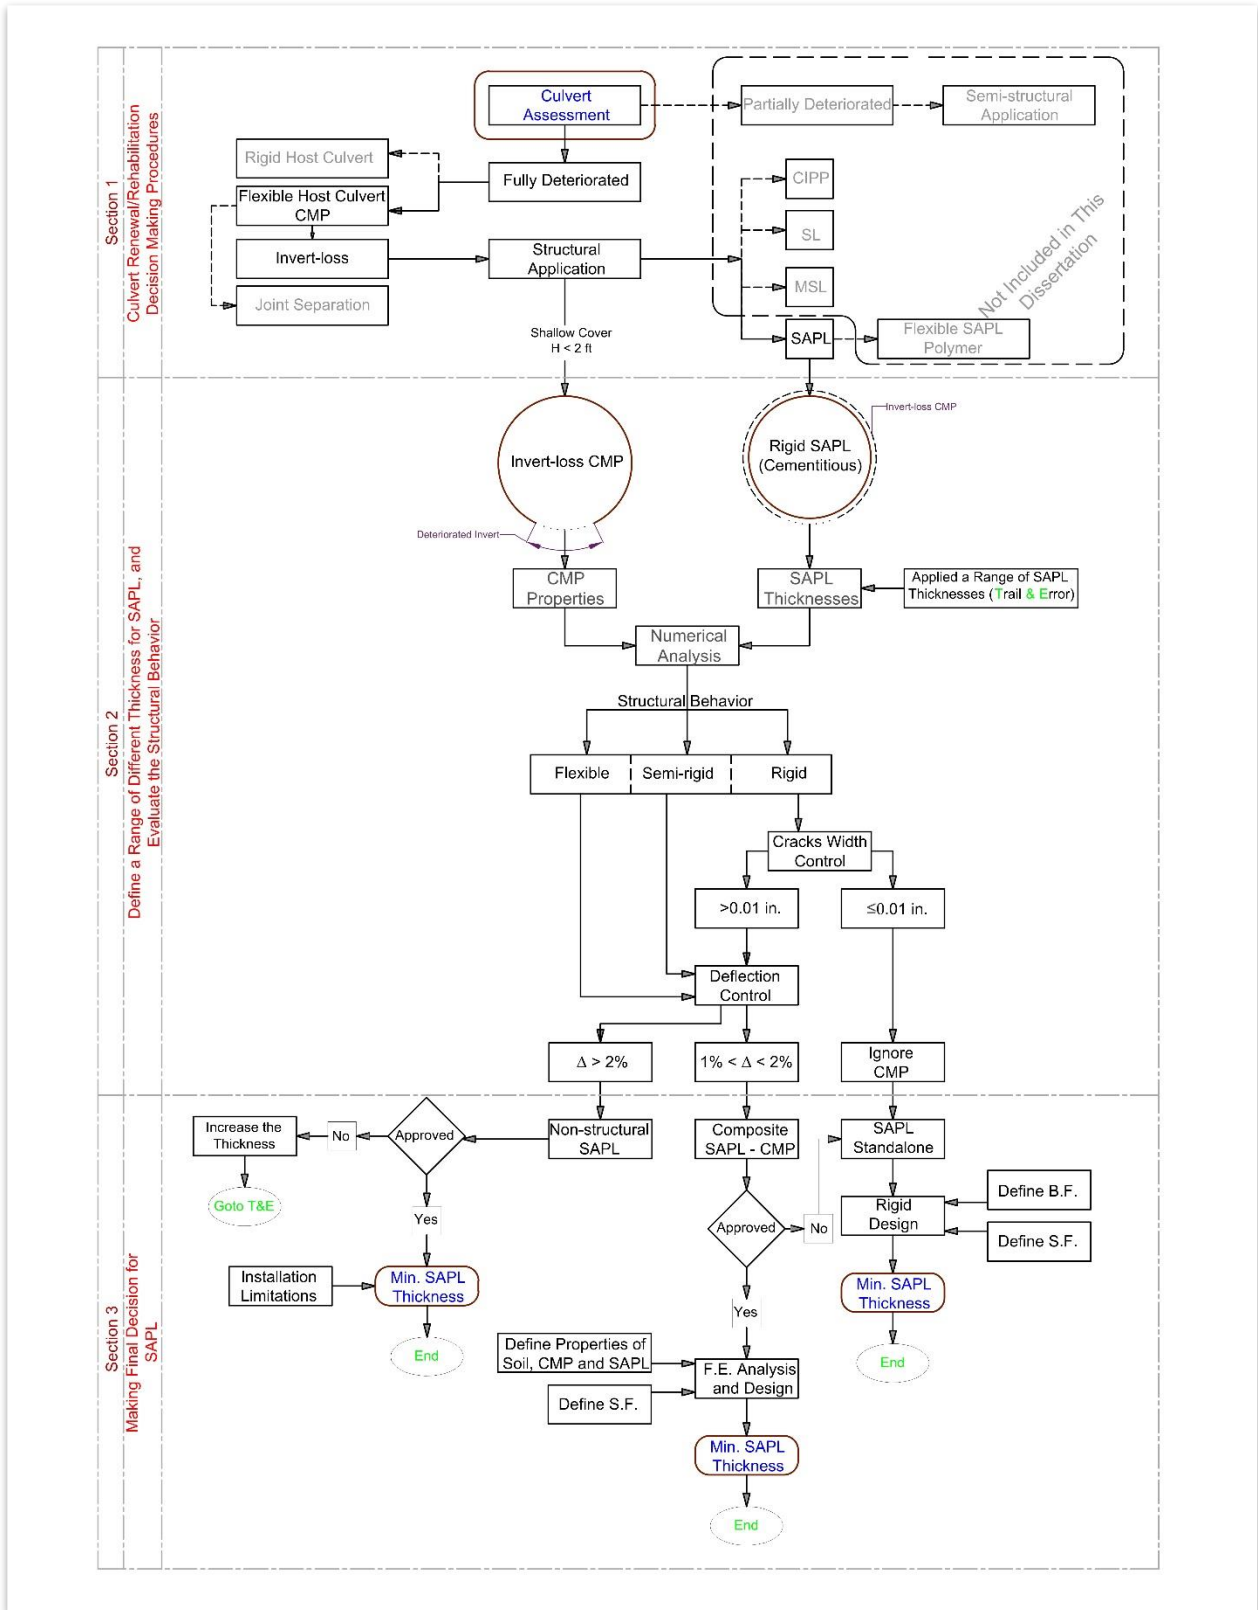 Section 1
Culvert Renewal/Rehabilitation
Decision Making Procedures
Culvert
Assessment
Partially Deteriorated
Semi-structural
Application
Rigid Host Culvert
Fully Deteriorated
CIPP
Flexible Host Culvert
CMP
SL
Invert-loss
Structural
Application
MSL
Joint Separation
Not Included in This
Dissertation
Shallow Cover
H < 2 ft
SAPL
Flexible SAPL
Polymer
Section 2
Define a Range of Different Thickness for SAPL, and
Evaluate the Structural Behavior
Invert-loss CMP
Invert-loss CMP
Rigid SAPL
(Cementitious)
Deteriorated Invert
CMP
Properties
SAPL
Thicknesses
Applied a Range of SAPL
Thicknesses (Trail & Error)
Numerical
Analysis
Structural Behavior
Flexible
Semi-rigid
Rigid
Cracks Width
Control
>0.01 in.
≤0.01 in.
Deflection
Control
Δ > 2%
1% < Δ < 2%
Ignore
CMP
Section 3
Making Final Decision for
SAPL
Increase the
Thickness
No
Approved
Non-structural
SAPL
Composite
SAPL - CMP
SAPL
Standalone
Goto T&E
Yes
Approved
No
Rigid
Design
Define B.F.
Define S.F.
Installation
Limitations
Min. SAPL
Thickness
Min. SAPL
Thickness
Yes
End
End
Define Properties of
Soil, CMP and SAPL
F.E. Analysis
and Design
Define S.F.
Min. SAPL
Thickness
End